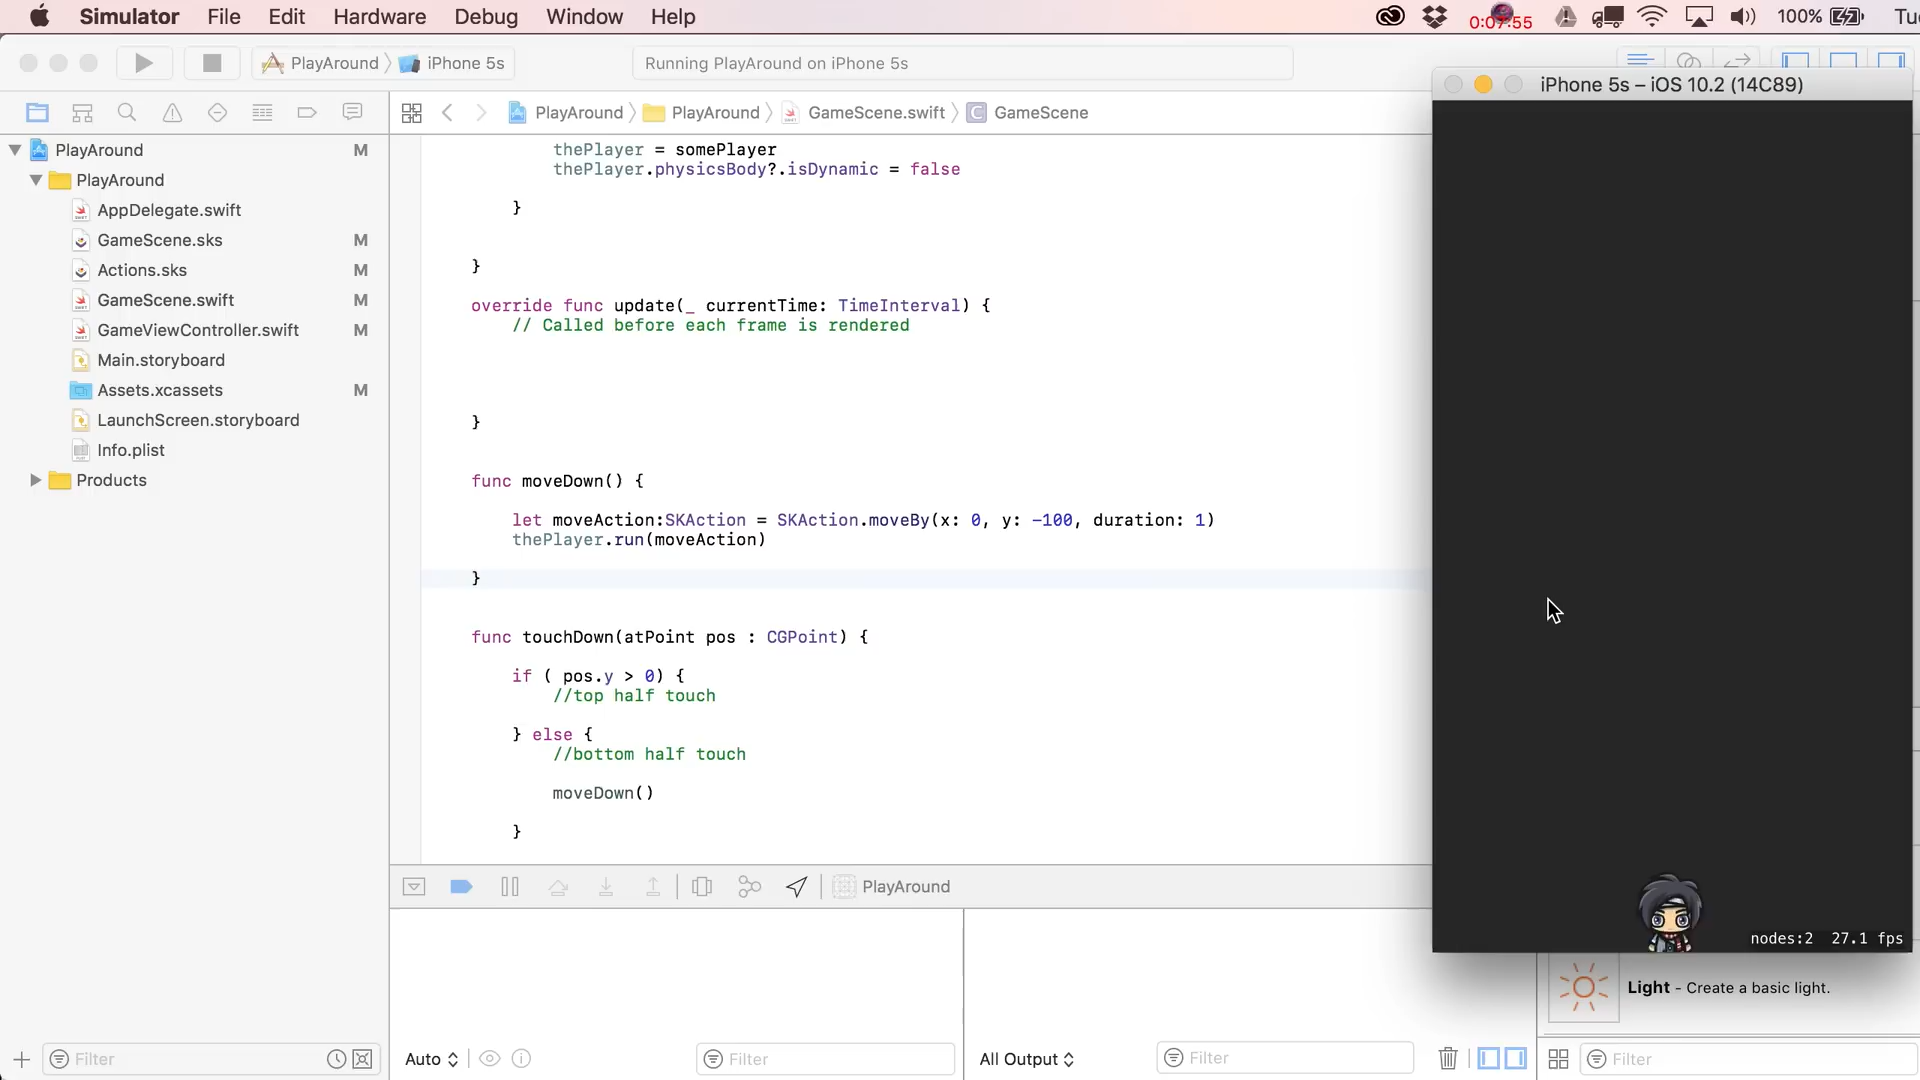 Simulator File Edit Hardware Debug Window Help 0:07:55 100% Tu
PlayAround iPhone 5s Running PlayAround on iPhone 5s
iPhone 5s – iOS 10.2 (14C89)
PlayAround PlayAround GameScene.swift C GameScene
PlayAround M
PlayAround
AppDelegate.swift
GameScene.sks M
Actions.sks M
GameScene.swift M
GameViewController.swift M
Main.storyboard
Assets.xcassets M
LaunchScreen.storyboard
Info.plist
Products
thePlayer = somePlayer
thePlayer.physicsBody?.isDynamic = false
}
}
override func update(_ currentTime: TimeInterval) {
// Called before each frame is rendered
}
func moveDown() {
let moveAction:SKAction = SKAction.moveBy(x: 0, y: -100, duration: 1)
thePlayer.run(moveAction)
}
func touchDown(atPoint pos : CGPoint) {
if ( pos.y > 0) {
//top half touch
} else {
//bottom half touch
moveDown()
}
PlayAround
nodes:2 27.1 fps
Light - Create a basic light.
Filter Auto Filter All Output Filter Filter